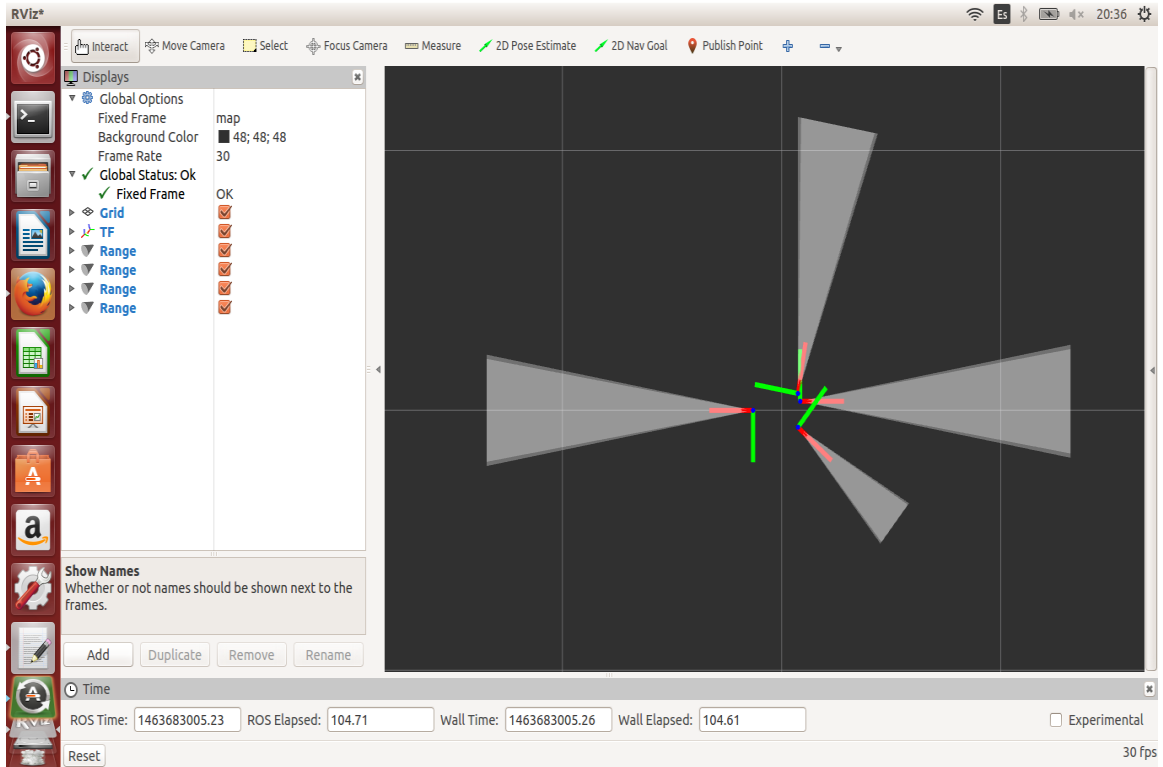 RViz*
Es
20:36
Interact
Move Camera
Select
Focus Camera
Measure
2D Pose Estimate
2D Nav Goal
Publish Point
Displays
Global Options
Fixed Frame map
Background Color 48; 48; 48
Frame Rate 30
Global Status: Ok
Fixed Frame OK
Grid
TF
Range
Range
Range
Range
Show Names
Whether or not names should be shown next to the
frames.
Add Duplicate Remove Rename
Time
ROS Time: 1463683005.23 ROS Elapsed: 104.71 Wall Time: 1463683005.26 Wall Elapsed: 104.61 Experimental
Reset
30 fps